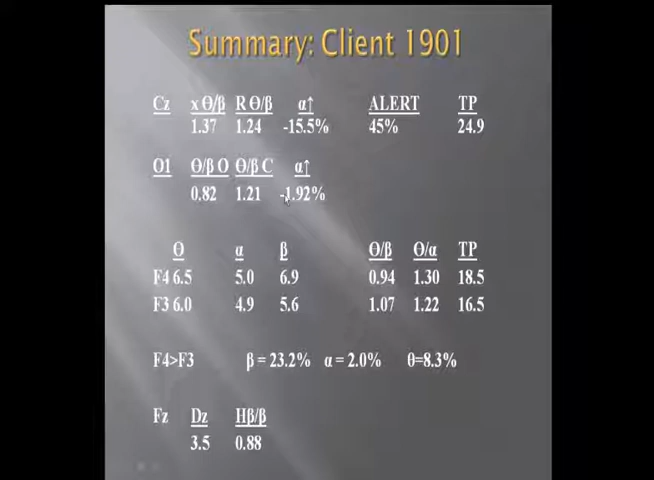 Summary: Client 1901
Cz x Ө/β R Ө/β α↑ ALERT TP
1.37 1.24 -15.5% 45% 24.9
O1 Ө/β O Ө/β C α↑
0.82 1.21 -1.92%
Ө α β Ө/β Ө/α TP
F4 6.5 5.0 6.9 0.94 1.30 18.5
F3 6.0 4.9 5.6 1.07 1.22 16.5
F4>F3 β = 23.2% α = 2.0% θ=8.3%
Fz Dz Hβ/β
3.5 0.88